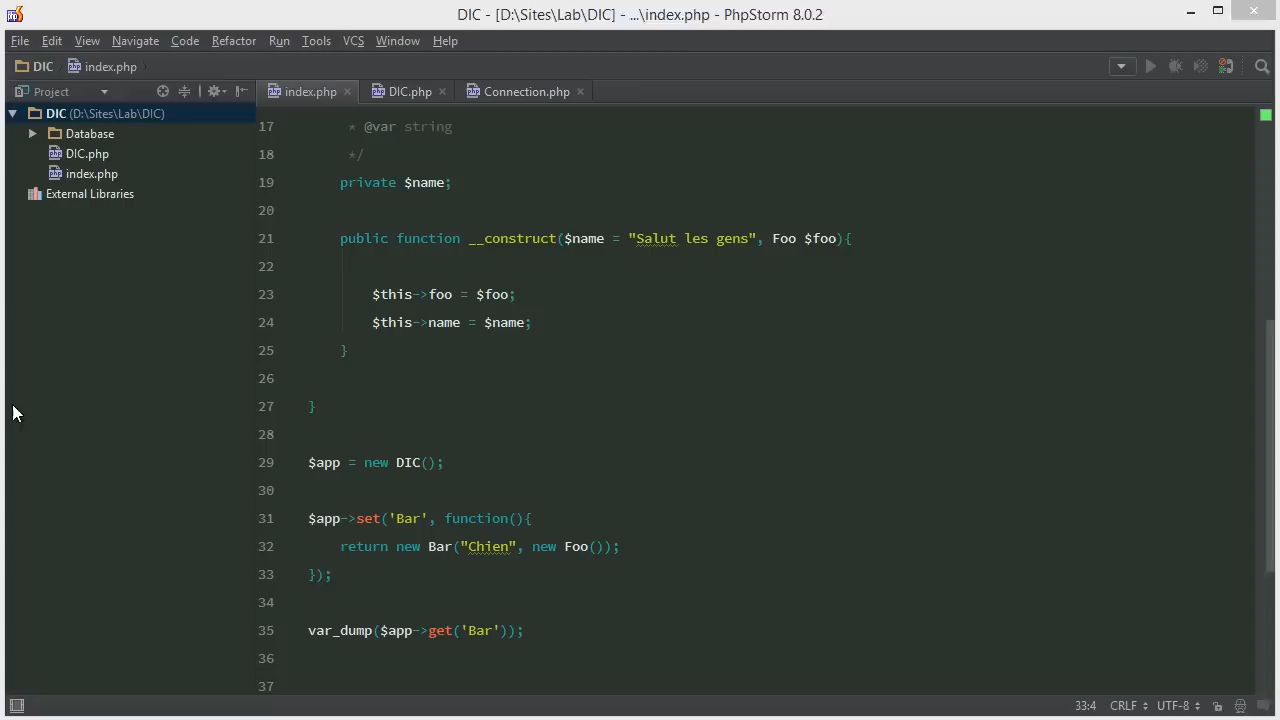 DIC - [D:\Sites\Lab\DIC] - ...\index.php - PhpStorm 8.0.2
File Edit View Navigate Code Refactor Run Tools VCS Window Help
DIC index.php
Project
index.php DIC.php Connection.php
DIC (D:\Sites\Lab\DIC)
Database
DIC.php
index.php
External Libraries
17 * @var string
18 */
19 private $name;
20
21 public function __construct($name = "Salut les gens", Foo $foo){
22
23 $this->foo = $foo;
24 $this->name = $name;
25 }
26
27 }
28
29 $app = new DIC();
30
31 $app->set('Bar', function(){
32 return new Bar("Chien", new Foo());
33 });
34
35 var_dump($app->get('Bar'));
36
37
33:4 CRLF UTF-8